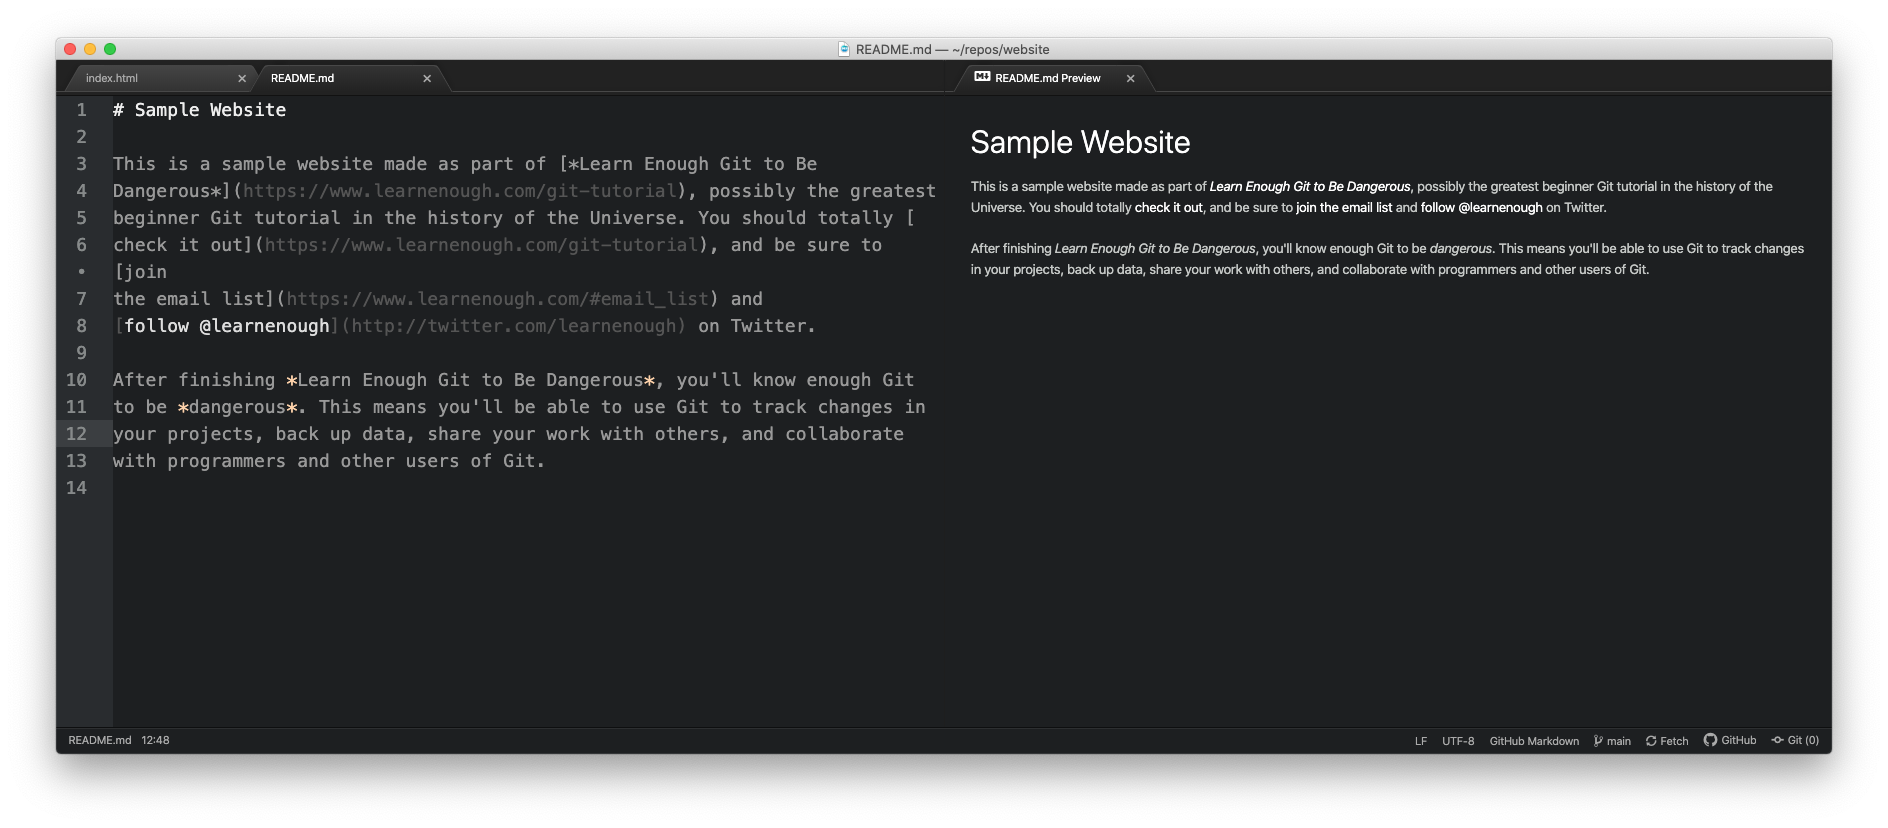 README.md — ~/repos/website
index.html
README.md
README.md Preview
1 # Sample Website
2
3 This is a sample website made as part of [*Learn Enough Git to Be
4 Dangerous*](https://www.learnenough.com/git-tutorial), possibly the greatest
5 beginner Git tutorial in the history of the Universe. You should totally [
6 check it out](https://www.learnenough.com/git-tutorial), and be sure to
• [join
7 the email list](https://www.learnenough.com/#email_list) and
8 [follow @learnenough](http://twitter.com/learnenough) on Twitter.
9
10 After finishing *Learn Enough Git to Be Dangerous*, you'll know enough Git
11 to be *dangerous*. This means you'll be able to use Git to track changes in
12 your projects, back up data, share your work with others, and collaborate
13 with programmers and other users of Git.
14
Sample Website
This is a sample website made as part of Learn Enough Git to Be Dangerous, possibly the greatest beginner Git tutorial in the history of the
Universe. You should totally check it out, and be sure to join the email list and follow @learnenough on Twitter.
After finishing Learn Enough Git to Be Dangerous, you'll know enough Git to be dangerous. This means you'll be able to use Git to track changes
in your projects, back up data, share your work with others, and collaborate with programmers and other users of Git.
README.md 12:48
LF UTF-8 GitHub Markdown main Fetch GitHub Git (0)